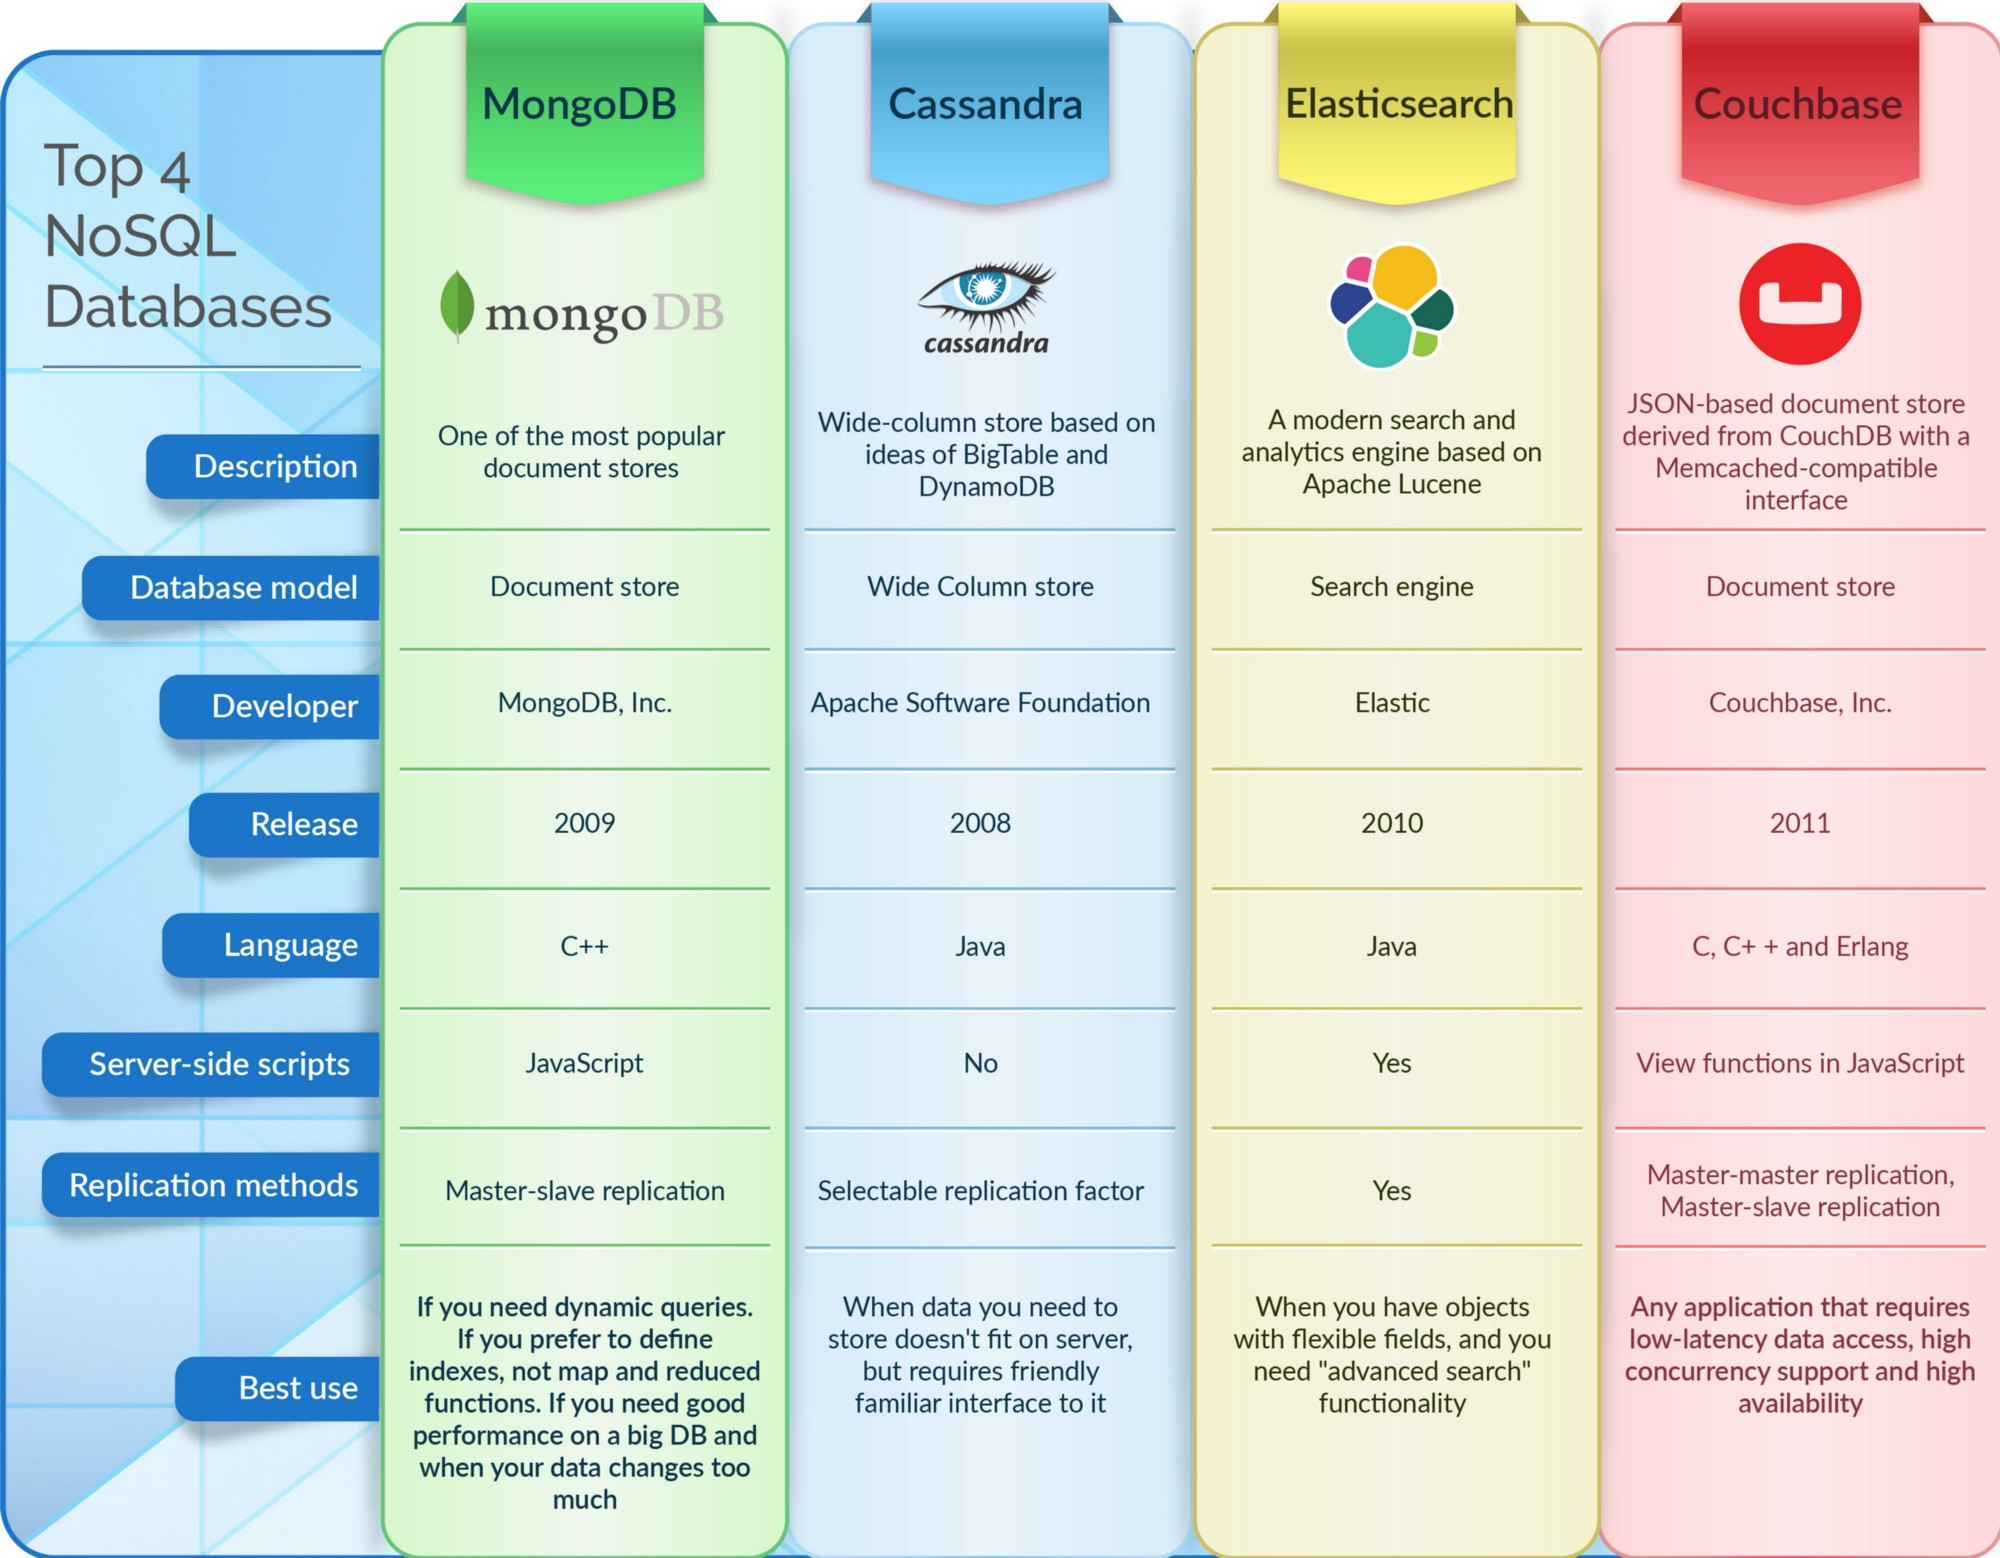 Top 4
NoSQL
Databases
MongoDB
Cassandra
Elasticsearch
Couchbase
mongoDB
cassandra
Description
One of the most popular
document stores
Wide-column store based on
ideas of BigTable and
DynamoDB
A modern search and
analytics engine based on
Apache Lucene
JSON-based document store
derived from CouchDB with a
Memcached-compatible
interface
Database model
Document store
Wide Column store
Search engine
Document store
Developer
MongoDB, Inc.
Apache Software Foundation
Elastic
Couchbase, Inc.
Release
2009
2008
2010
2011
Language
C++
Java
Java
C, C+ + and Erlang
Server-side scripts
JavaScript
No
Yes
View functions in JavaScript
Replication methods
Master-slave replication
Selectable replication factor
Yes
Master-master replication,
Master-slave replication
Best use
If you need dynamic queries.
If you prefer to define
indexes, not map and reduced
functions. If you need good
performance on a big DB and
when your data changes too
much
When data you need to
store doesn't fit on server,
but requires friendly
familiar interface to it
When you have objects
with flexible fields, and you
need "advanced search"
functionality
Any application that requires
low-latency data access, high
concurrency support and high
availability